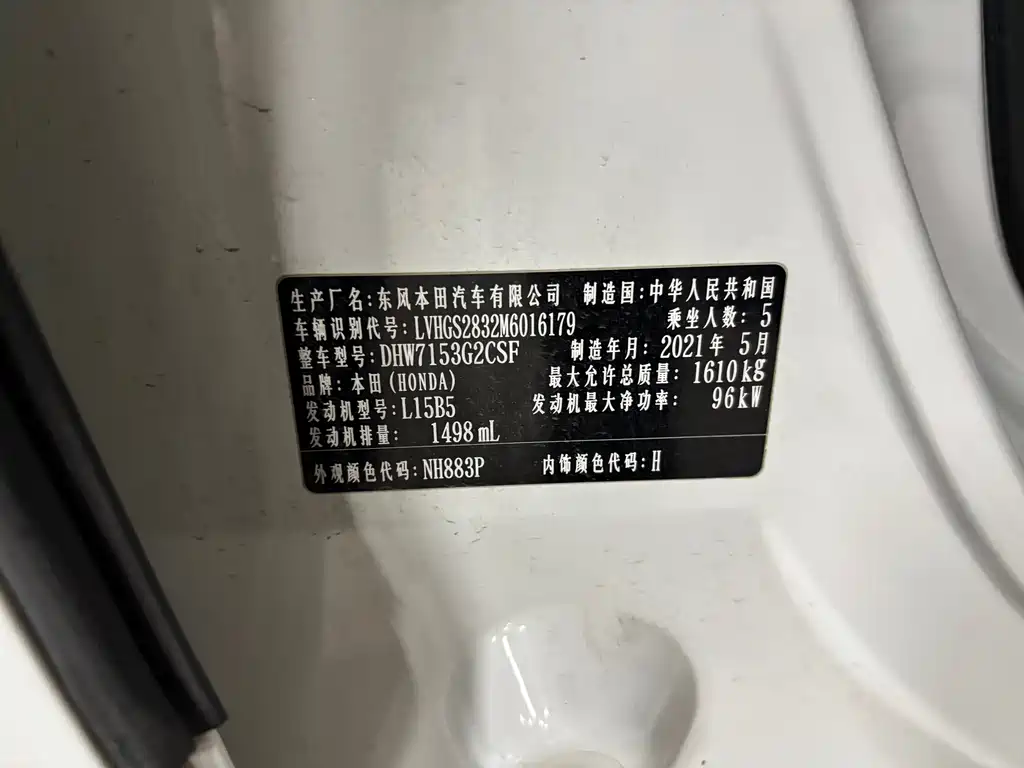 生产厂名:东风本田汽车有限公司 制造国:中华人民共和国
车辆识别代号:LVHGS2832M6016179 乘坐人数:5
整车型号:DHW7153G2CSF 制造年月:2021年5月
品牌:本田(HONDA) 最大允许总质量:1610kg
发动机型号:L15B5 发动机最大净功率: 96kW
发动机排量: 1498mL
外观颜色代码:NH883P 内饰颜色代码:H